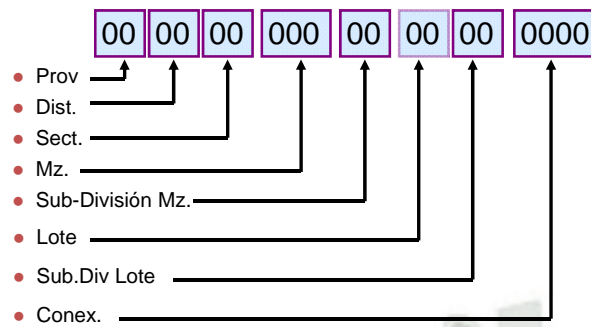 00 00 00 000 00 00 00 0000
• Prov
• Dist.
• Sect.
• Mz.
• Sub-División Mz.
• Lote
• Sub.Div Lote
• Conex.